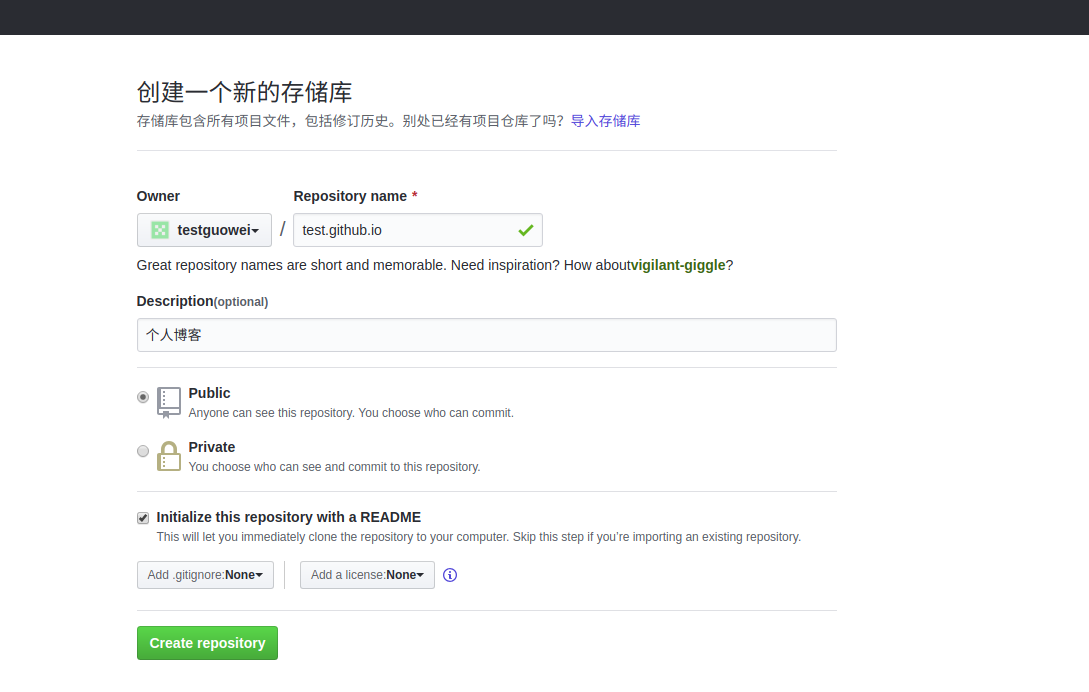 创建一个新的存储库
存储库包含所有项目文件，包括修订历史。别处已经有项目仓库了吗？导入存储库
Owner
Repository name *
testguowei / test.github.io
Great repository names are short and memorable. Need inspiration? How aboutvigilant-giggle?
Description(optional)
个人博客
Public
Anyone can see this repository. You choose who can commit.
Private
You choose who can see and commit to this repository.
Initialize this repository with a README
This will let you immediately clone the repository to your computer. Skip this step if you’re importing an existing repository.
Add .gitignore:None
Add a license:None
Create repository